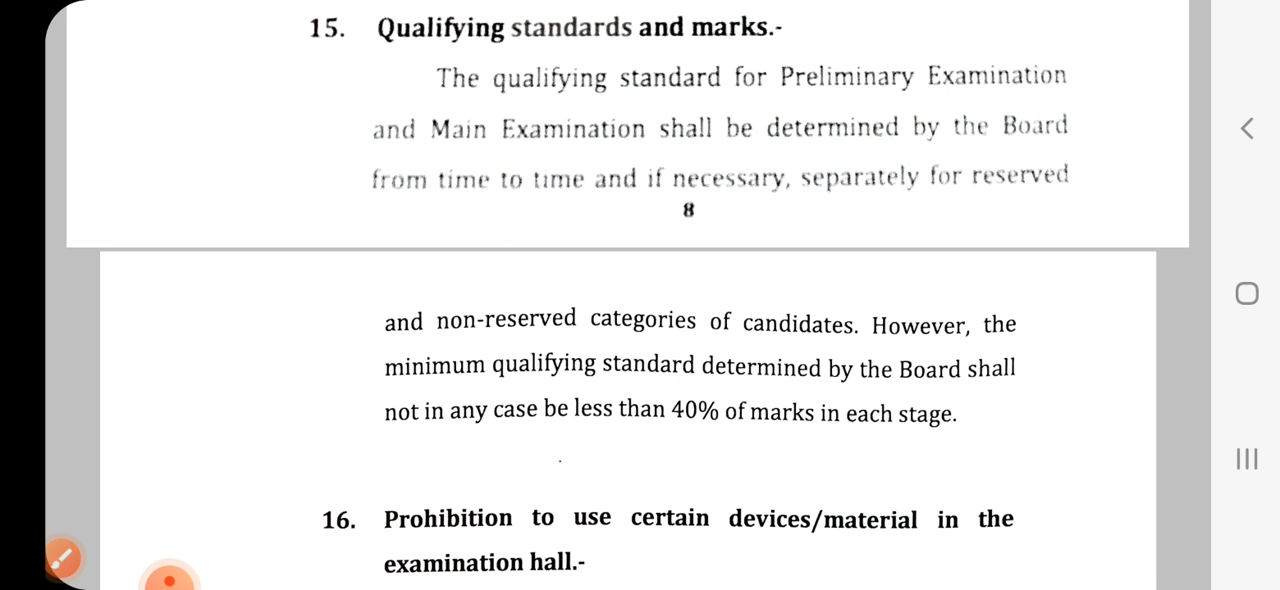 15. Qualifying standards and marks.-
The qualifying standard for Preliminary Examination
and Main Examination shall be determined by the Board
from time to time and if necessary, separately for reserved
8
and non-reserved categories of candidates. However, the
minimum qualifying standard determined by the Board shall
not in any case be less than 40% of marks in each stage.
16. Prohibition to use certain devices/material in the
examination hall.-